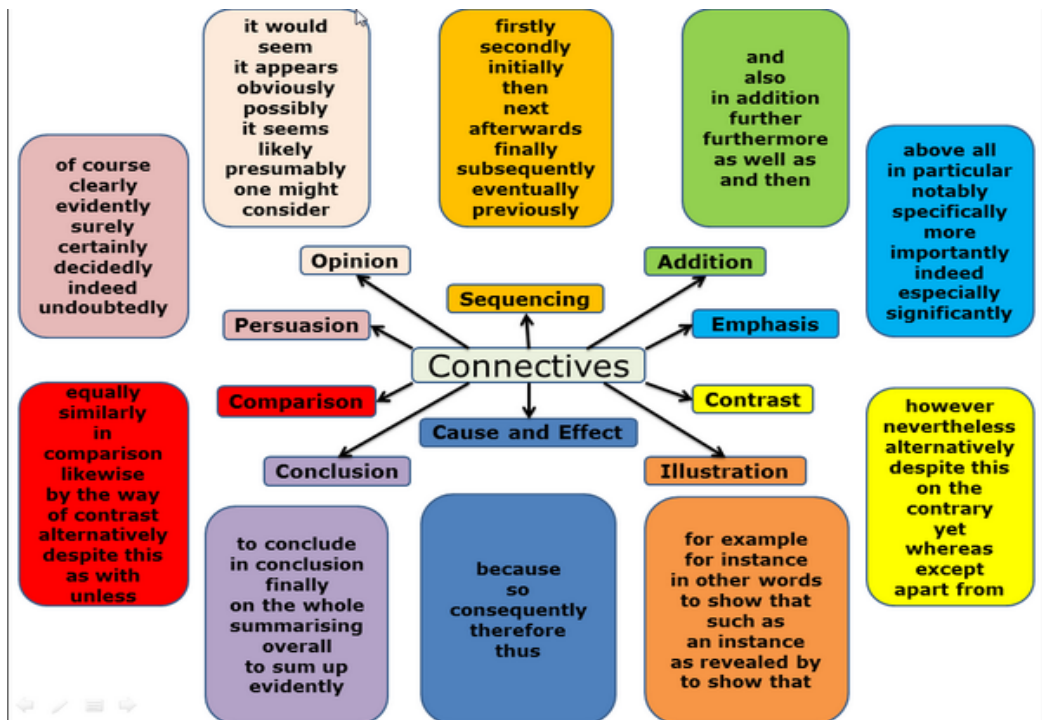 it would
seem
it appears
obviously
possibly
it seems
likely
presumably
one might
consider
firstly
secondly
initially
then
next
afterwards
finally
subsequently
eventually
previously
and
also
in addition
further
furthermore
as well as
and then
of course
clearly
evidently
surely
certainly
decidedly
indeed
undoubtedly
above all
in particular
notably
specifically
more
importantly
indeed
especially
significantly
Opinion
Addition
Sequencing
Persuasion
Emphasis
Connectives
Comparison
Contrast
Cause and Effect
Conclusion
Illustration
equally
similarly
in
comparison
likewise
by the way
of contrast
alternatively
despite this
as with
unless
however
nevertheless
alternatively
despite this
on the
contrary
yet
whereas
except
apart from
to conclude
in conclusion
finally
on the whole
summarising
overall
to sum up
evidently
because
so
consequently
therefore
thus
for example
for instance
in other words
to show that
such as
an instance
as revealed by
to show that